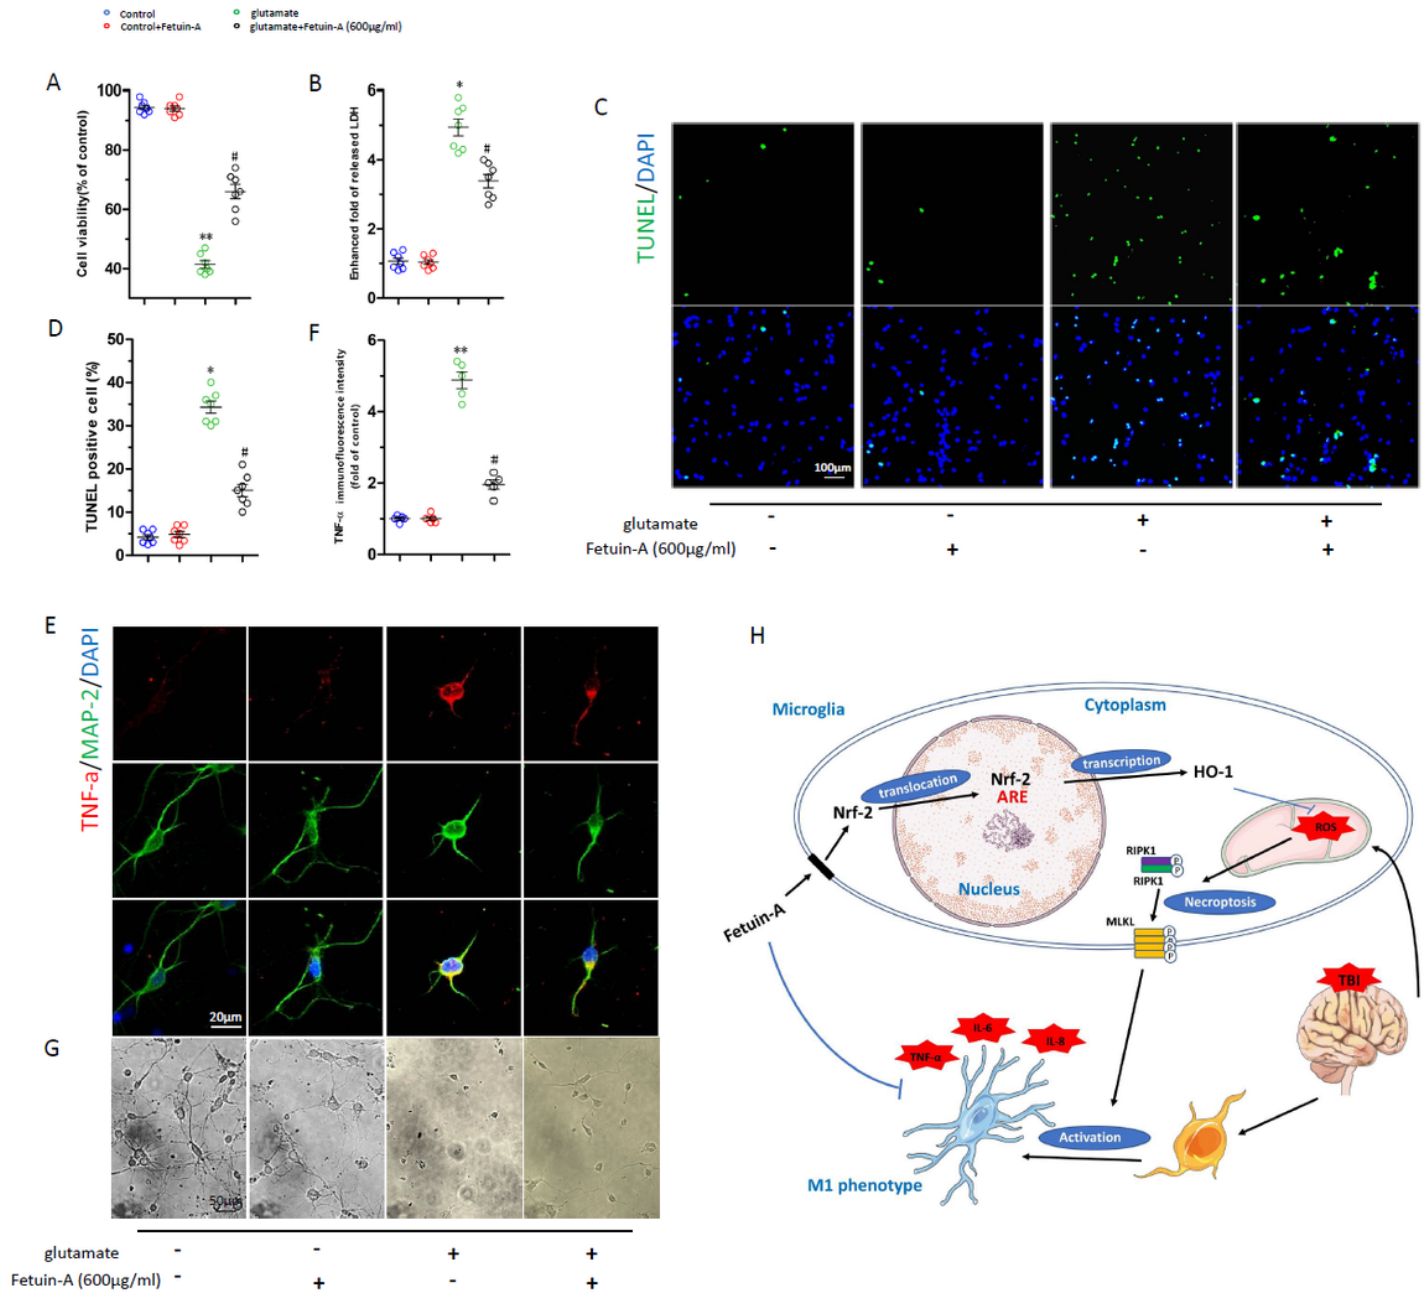 Control
glutamate
Control+Fetuin-A
glutamate+Fetuin-A (600μg/ml)
A
Cell viability(% of control)
100
80
60
40
**
#
B
Enhanced fold of released LDH
6
4
2
0
*
#
C
TUNEL/DAPI
100μm
glutamate
- - + +
Fetuin-A (600μg/ml)
- + - +
D
TUNEL positive cell (%)
50
40
30
20
10
0
*
#
F
TNF-α immunofluorescence intensity
(fold of control)
6
4
2
0
**
#
E
TNF-a/MAP-2/DAPI
20μm
G
50μm
glutamate
- - + +
Fetuin-A (600μg/ml)
- + - +
H
Microglia
Cytoplasm
translocation
Nrf-2
ARE
transcription
HO-1
Nrf-2
ROS
RIPK1
P
P
RIPK1
Nucleus
Necroptosis
Fetuin-A
MLKL
P
P
P
P
TBI
IL-6
IL-8
TNF-α
Activation
M1 phenotype